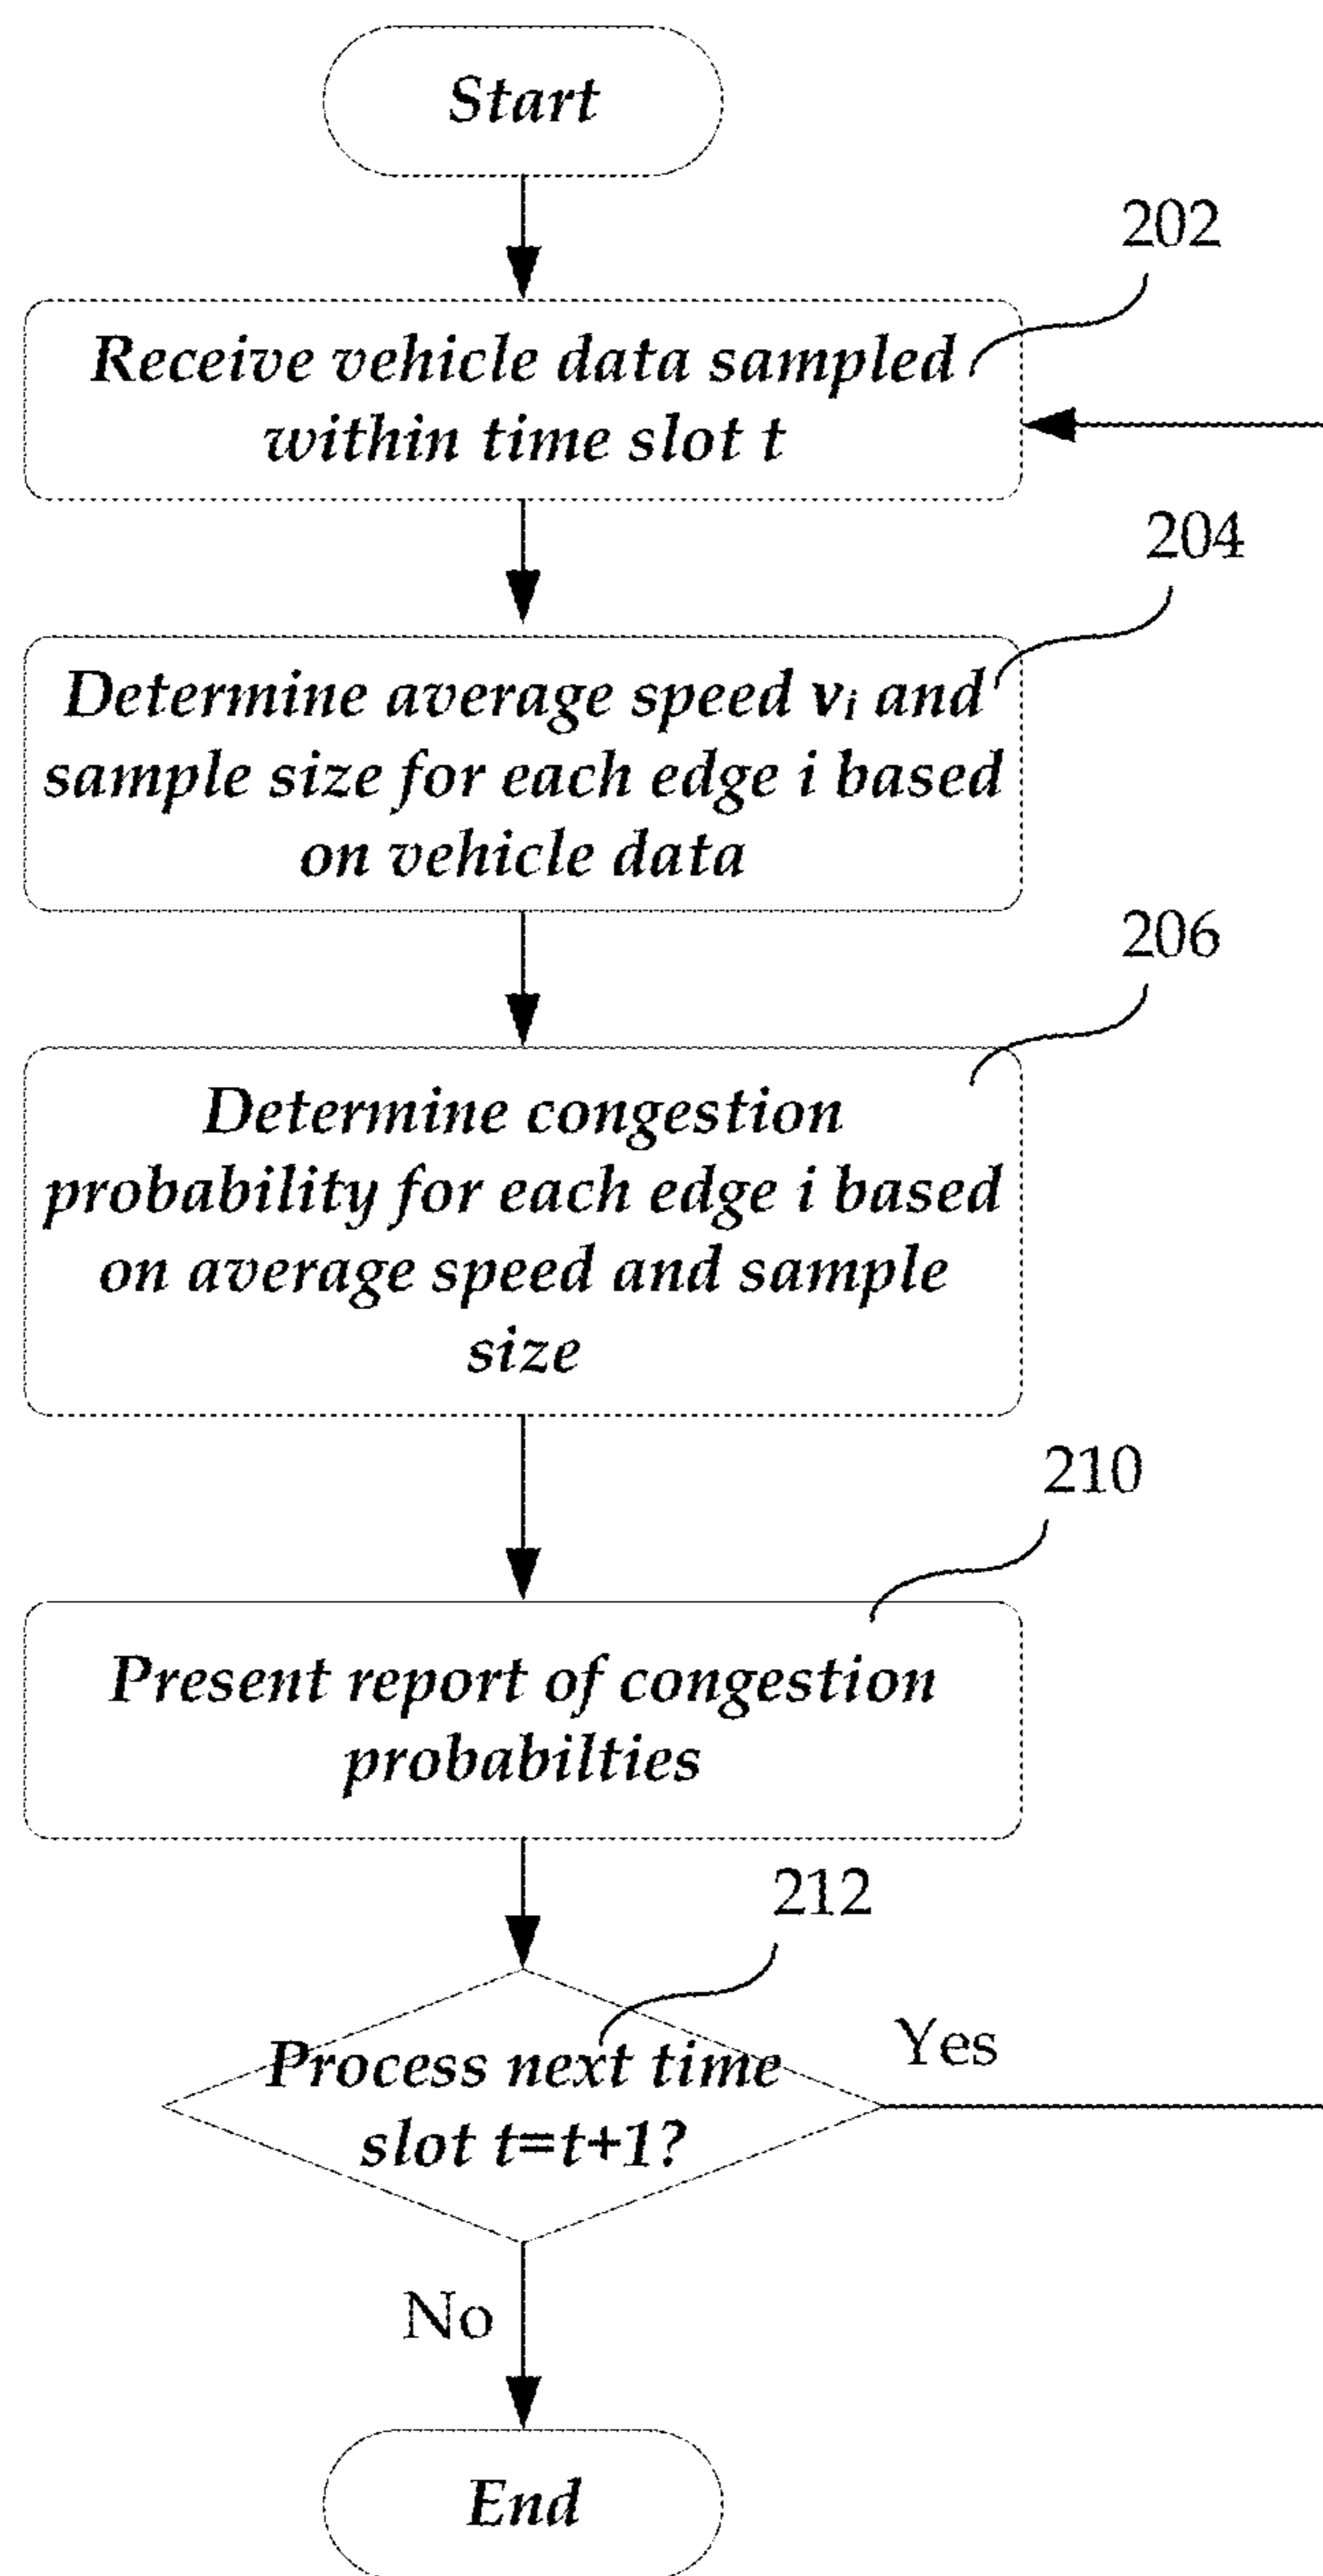 Start
202
Receive vehicle data sampled
within time slot t
204
Determine average speed vi and
sample size for each edge i based
on vehicle data
206
Determine congestion
probability for each edge i based
on average speed and sample
size
210
Present report of congestion
probabilties
212
Process next time
slot t=t+1?
Yes
No
End